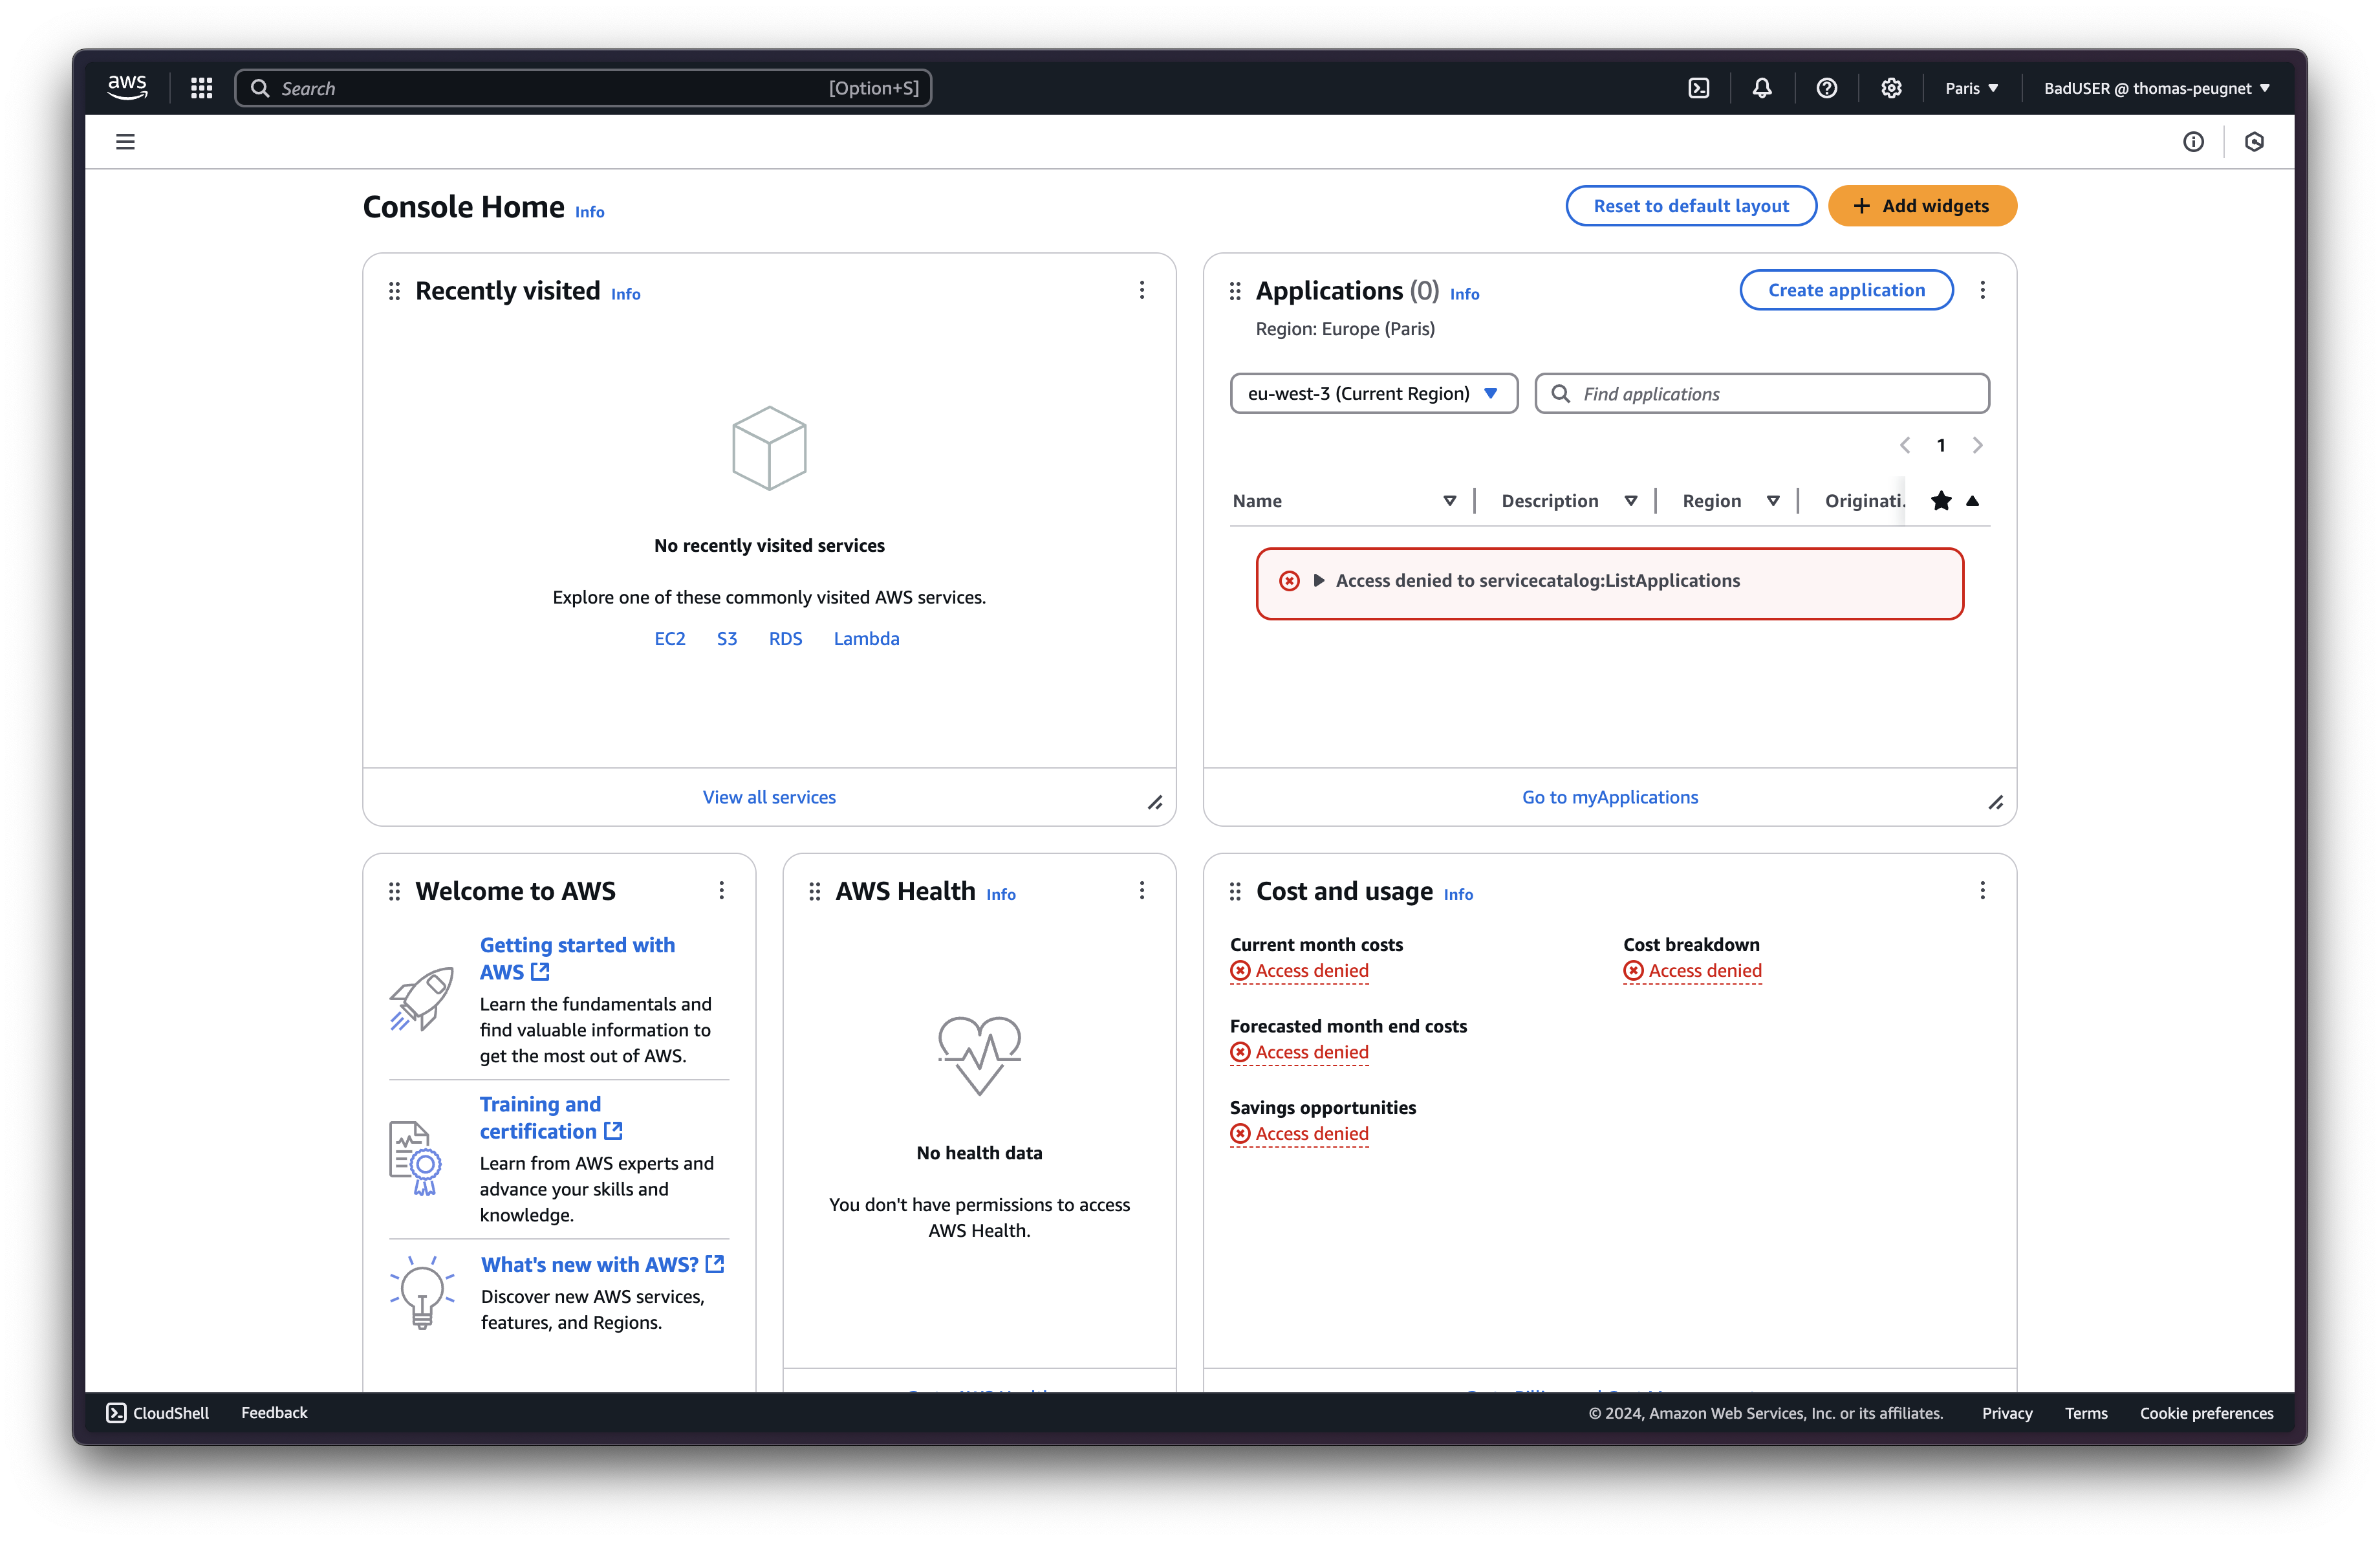 aws
Search
[Option+S]
Paris
BadUSER @ thomas-peugnet
Console Home Info
Reset to default layout
+ Add widgets
Recently visited Info
No recently visited services
Explore one of these commonly visited AWS services.
EC2 S3 RDS Lambda
View all services
Applications (0) Info
Create application
Region: Europe (Paris)
eu-west-3 (Current Region)
Find applications
1
Name Description Region Originati.
Access denied to servicecatalog:ListApplications
Go to myApplications
Welcome to AWS
Getting started with
AWS
Learn the fundamentals and
find valuable information to
get the most out of AWS.
Training and
certification
Learn from AWS experts and
advance your skills and
knowledge.
What's new with AWS?
Discover new AWS services,
features, and Regions.
AWS Health Info
No health data
You don't have permissions to access
AWS Health.
Cost and usage Info
Current month costs
Access denied
Cost breakdown
Access denied
Forecasted month end costs
Access denied
Savings opportunities
Access denied
CloudShell
Feedback
© 2024, Amazon Web Services, Inc. or its affiliates.
Privacy
Terms
Cookie preferences